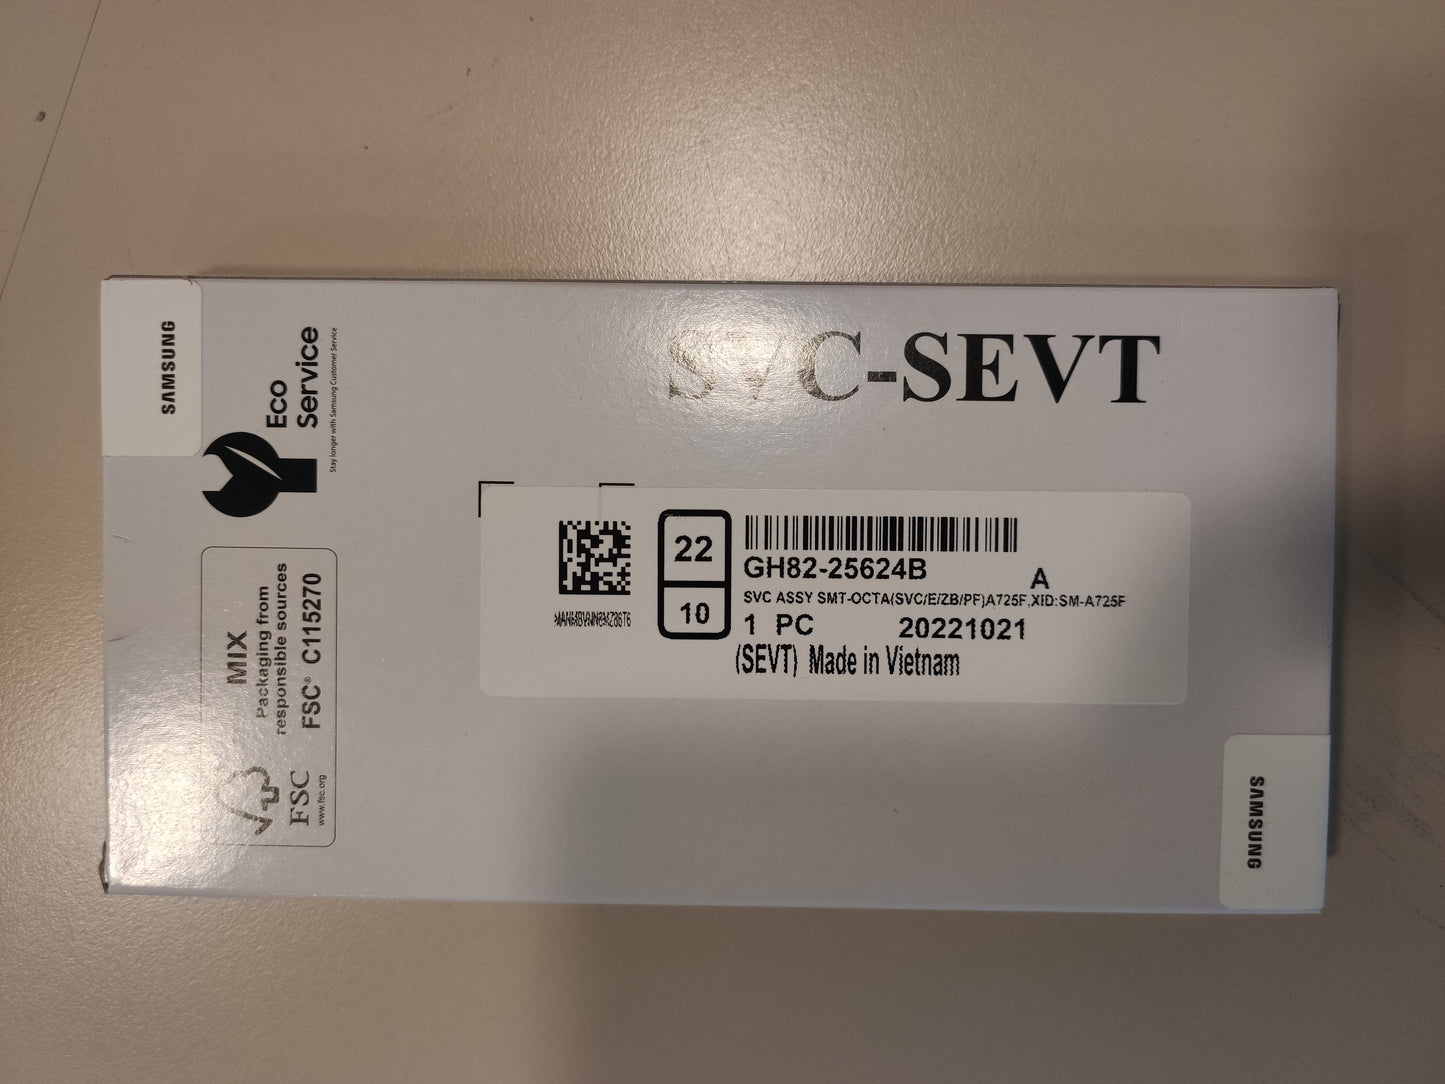 SAMSUNG
Eco
Service
Stay longer with Samsung Customer Service
SVC-SEVT
22
10
GH82-25624B
A
SVC ASSY SMT-OCTA(SVC/E/ZB/PF)A725F,XID:SM-A725F
1 PC 20221021
(SEVT) Made in Vietnam
MIX
Packaging from
responsible sources
FSC® C115270
FSC
www.fsc.org
SAMSUNG